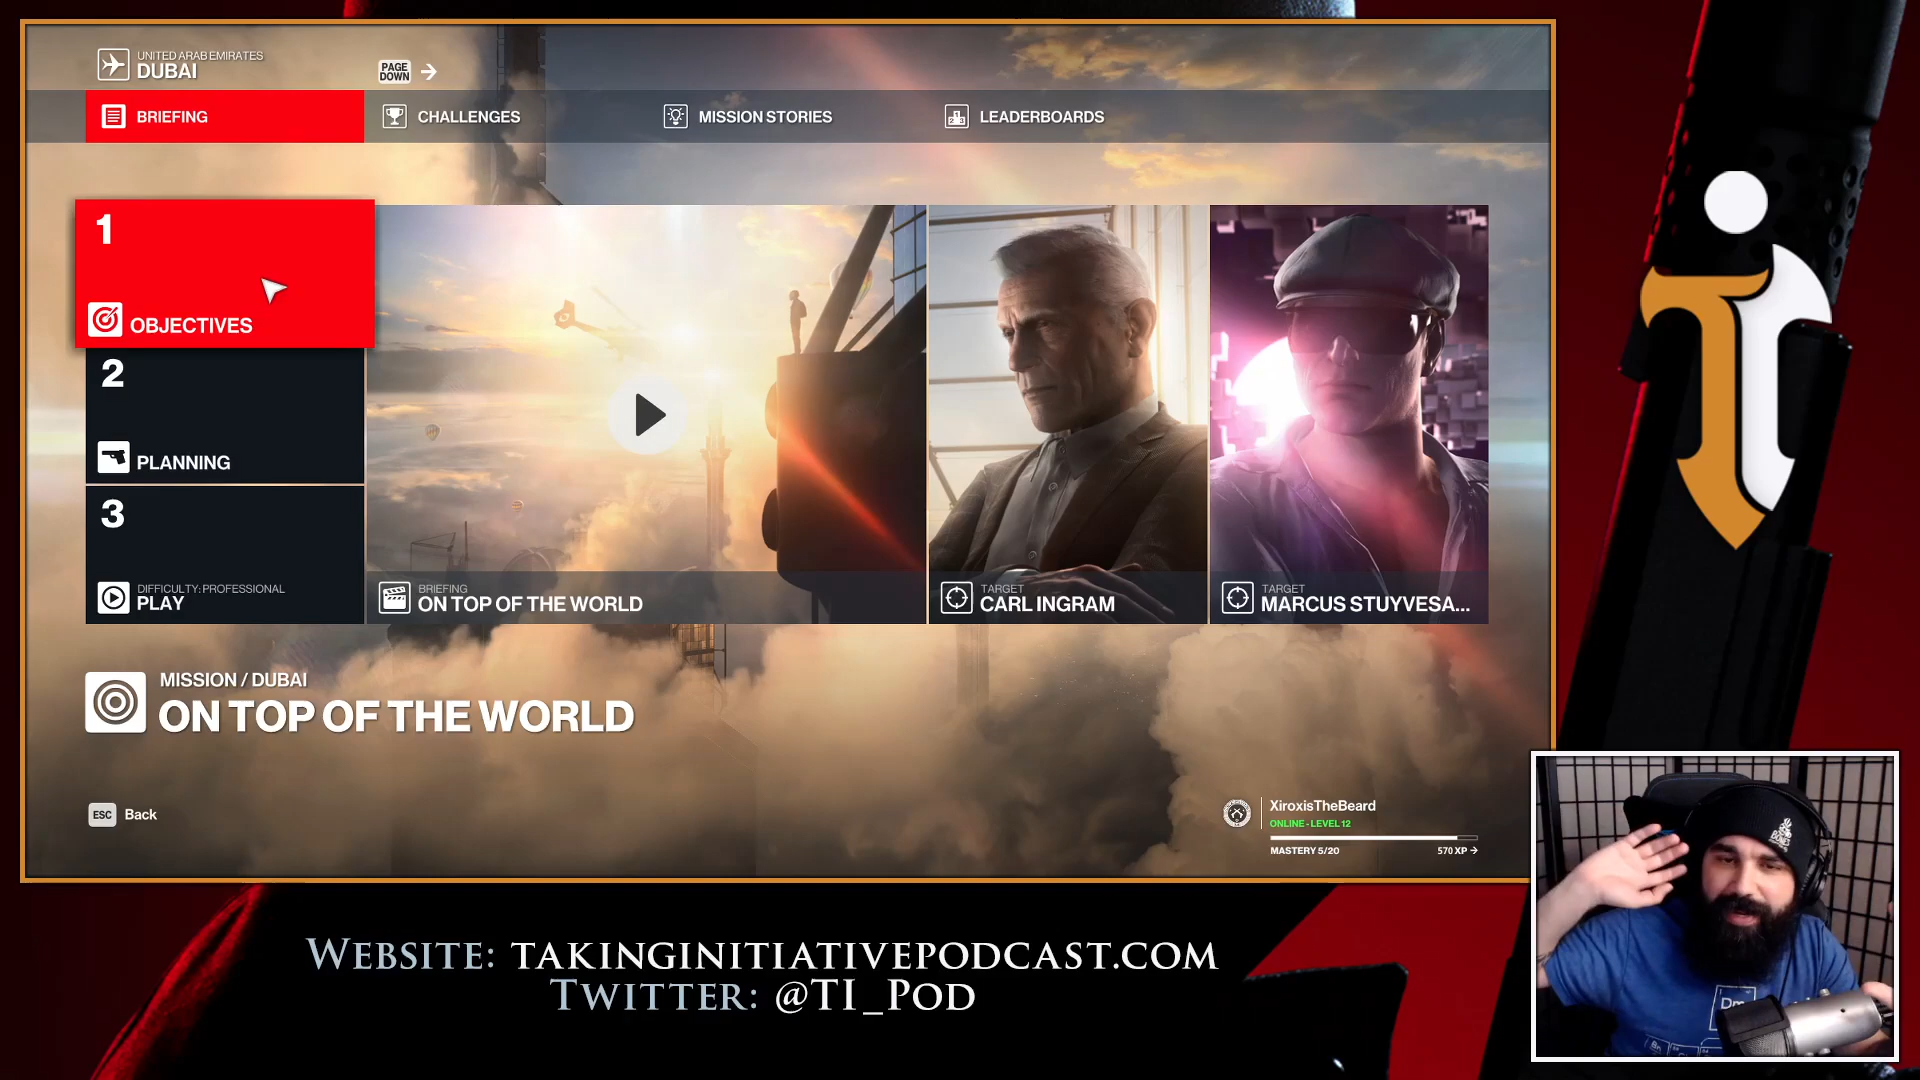 UNITED ARAB EMIRATES
DUBAI
PAGE DOWN
BRIEFING
CHALLENGES
MISSION STORIES
LEADERBOARDS
1
OBJECTIVES
2
PLANNING
3
DIFFICULTY: PROFESSIONAL
PLAY
BRIEFING
ON TOP OF THE WORLD
TARGET
CARL INGRAM
TARGET
MARCUS STUYVESA...
MISSION / DUBAI
ON TOP OF THE WORLD
ESC Back
XiroxisTheBeard
ONLINE - LEVEL 12
MASTERY 5/20
570 XP
Website: takinginitiativepodcast.com
Twitter: @TI_Pod
Dm